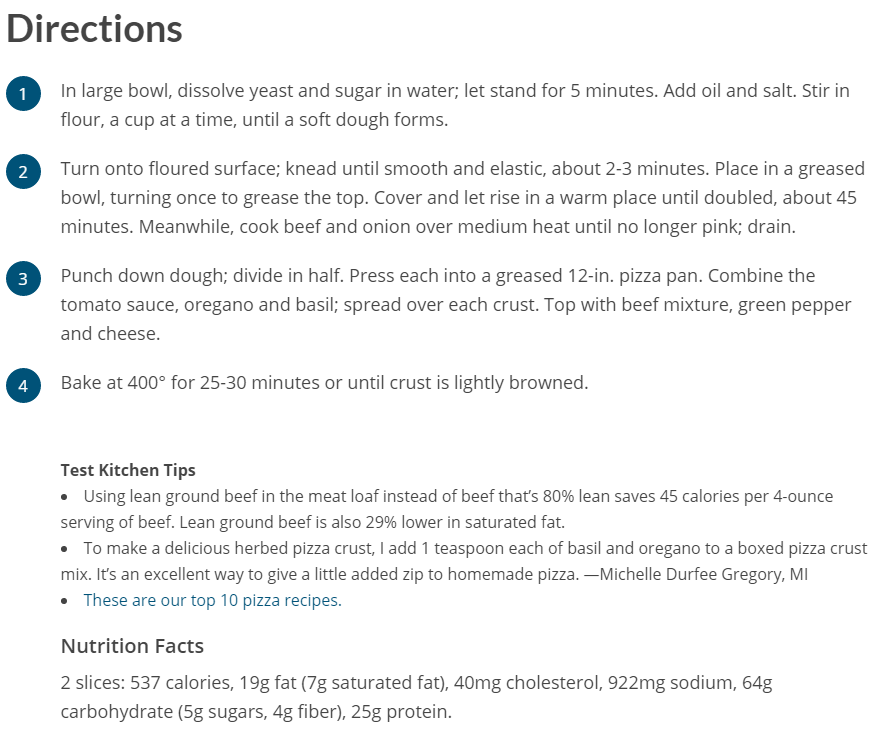 Directions
1 In large bowl, dissolve yeast and sugar in water; let stand for 5 minutes. Add oil and salt. Stir in
flour, a cup at a time, until a soft dough forms.
2 Turn onto floured surface; knead until smooth and elastic, about 2-3 minutes. Place in a greased
bowl, turning once to grease the top. Cover and let rise in a warm place until doubled, about 45
minutes. Meanwhile, cook beef and onion over medium heat until no longer pink; drain.
3 Punch down dough; divide in half. Press each into a greased 12-in. pizza pan. Combine the
tomato sauce, oregano and basil; spread over each crust. Top with beef mixture, green pepper
and cheese.
4 Bake at 400° for 25-30 minutes or until crust is lightly browned.
Test Kitchen Tips
• Using lean ground beef in the meat loaf instead of beef that’s 80% lean saves 45 calories per 4-ounce
serving of beef. Lean ground beef is also 29% lower in saturated fat.
• To make a delicious herbed pizza crust, I add 1 teaspoon each of basil and oregano to a boxed pizza crust
mix. It’s an excellent way to give a little added zip to homemade pizza. —Michelle Durfee Gregory, MI
• These are our top 10 pizza recipes.
Nutrition Facts
2 slices: 537 calories, 19g fat (7g saturated fat), 40mg cholesterol, 922mg sodium, 64g
carbohydrate (5g sugars, 4g fiber), 25g protein.